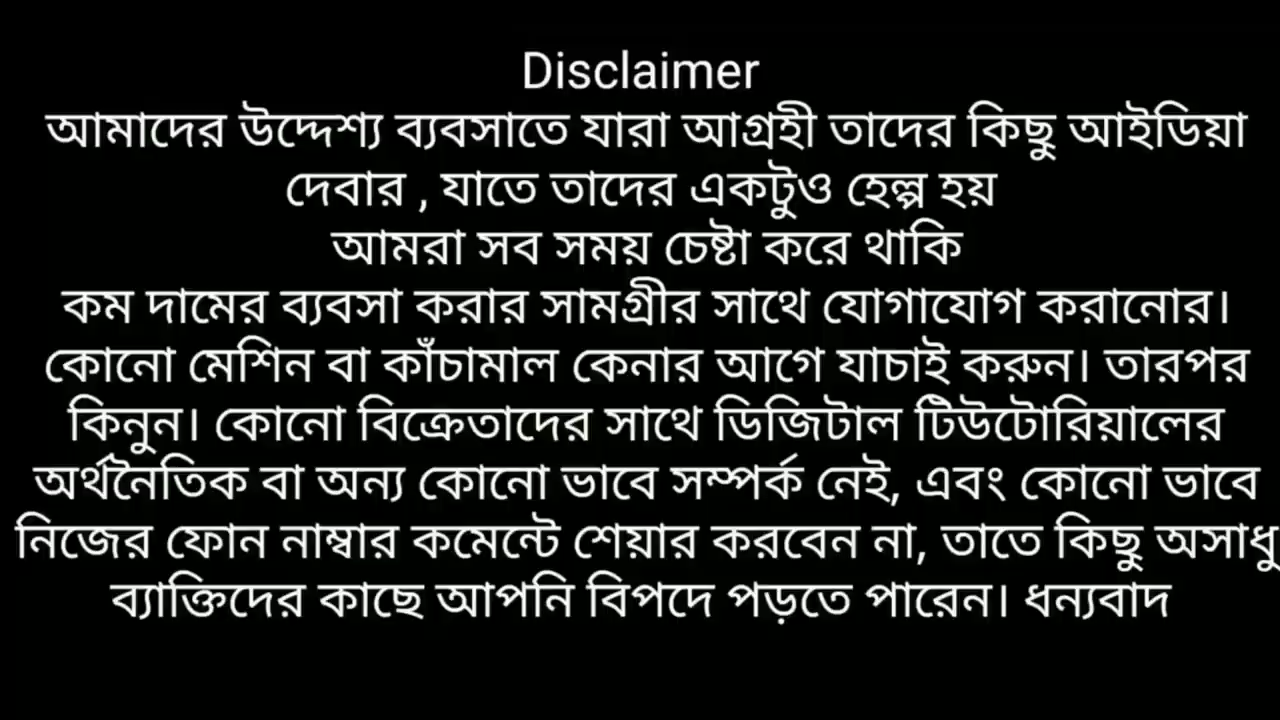 Disclaimer
আমাদের উদ্দেশ্য ব্যবসাতে যারা আগ্রহী তাদের কিছু আইডিয়া
দেবার , যাতে তাদের একটুও হেল্প হয়
আমরা সব সময় চেষ্টা করে থাকি
কম দামের ব্যবসা করার সামগ্রীর সাথে যোগাযোগ করানোর।
কোনো মেশিন বা কাঁচামাল কেনার আগে যাচাই করুন। তারপর
কিনুন। কোনো বিক্রেতাদের সাথে ডিজিটাল টিউটোরিয়ালের
অর্থনৈতিক বা অন্য কোনো ভাবে সম্পর্ক নেই, এবং কোনো ভাবে
নিজের ফোন নাম্বার কমেন্টে শেয়ার করবেন না, তাতে কিছু অসাধু
ব্যাক্তিদের কাছে আপনি বিপদে পড়তে পারেন। ধন্যবাদ